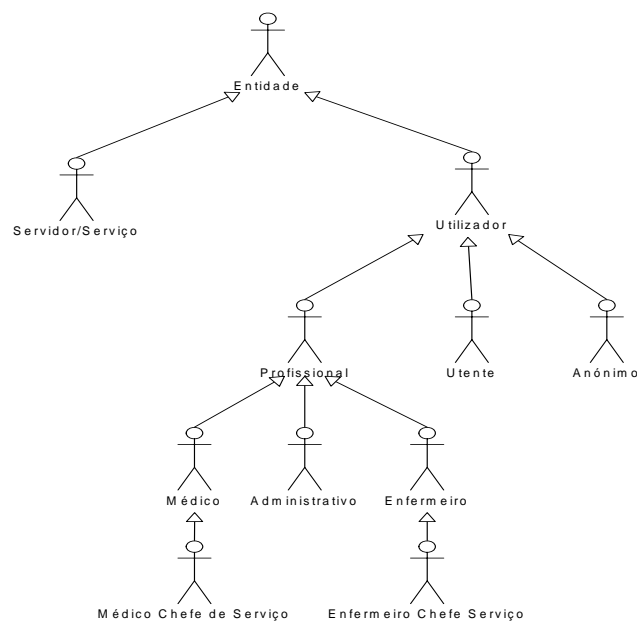 Entidade
Servidor/Serviço
Utilizador
Profissional
Utente
Anónimo
Médico
Administrativo
Enfermeiro
Médico Chefe de Serviço
Enfermeiro Chefe Serviço